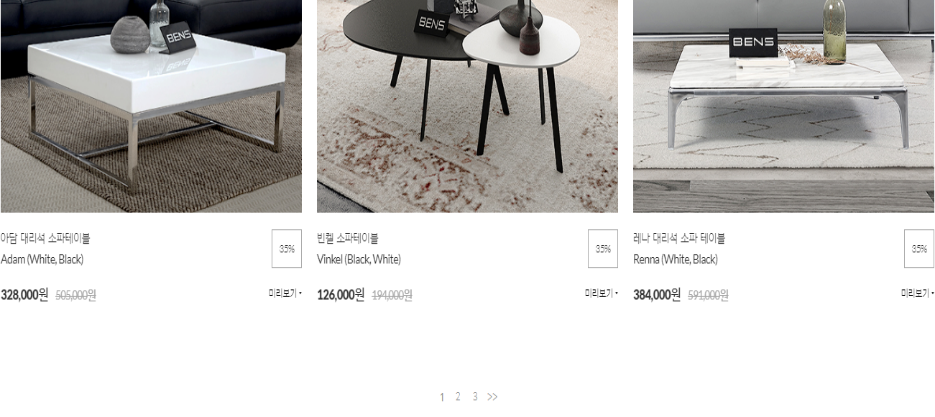 BENS
BENS
BENS
아담 대리석 소파테이블
Adam (White, Black)
35%
328,000원 505,000원
미리보기
빈켈 소파테이블
Vinkel (Black, White)
35%
126,000원 194,000원
미리보기
레나 대리석 소파 테이블
Renna (White, Black)
35%
384,000원 591,000원
미리보기
1 2 3 >>